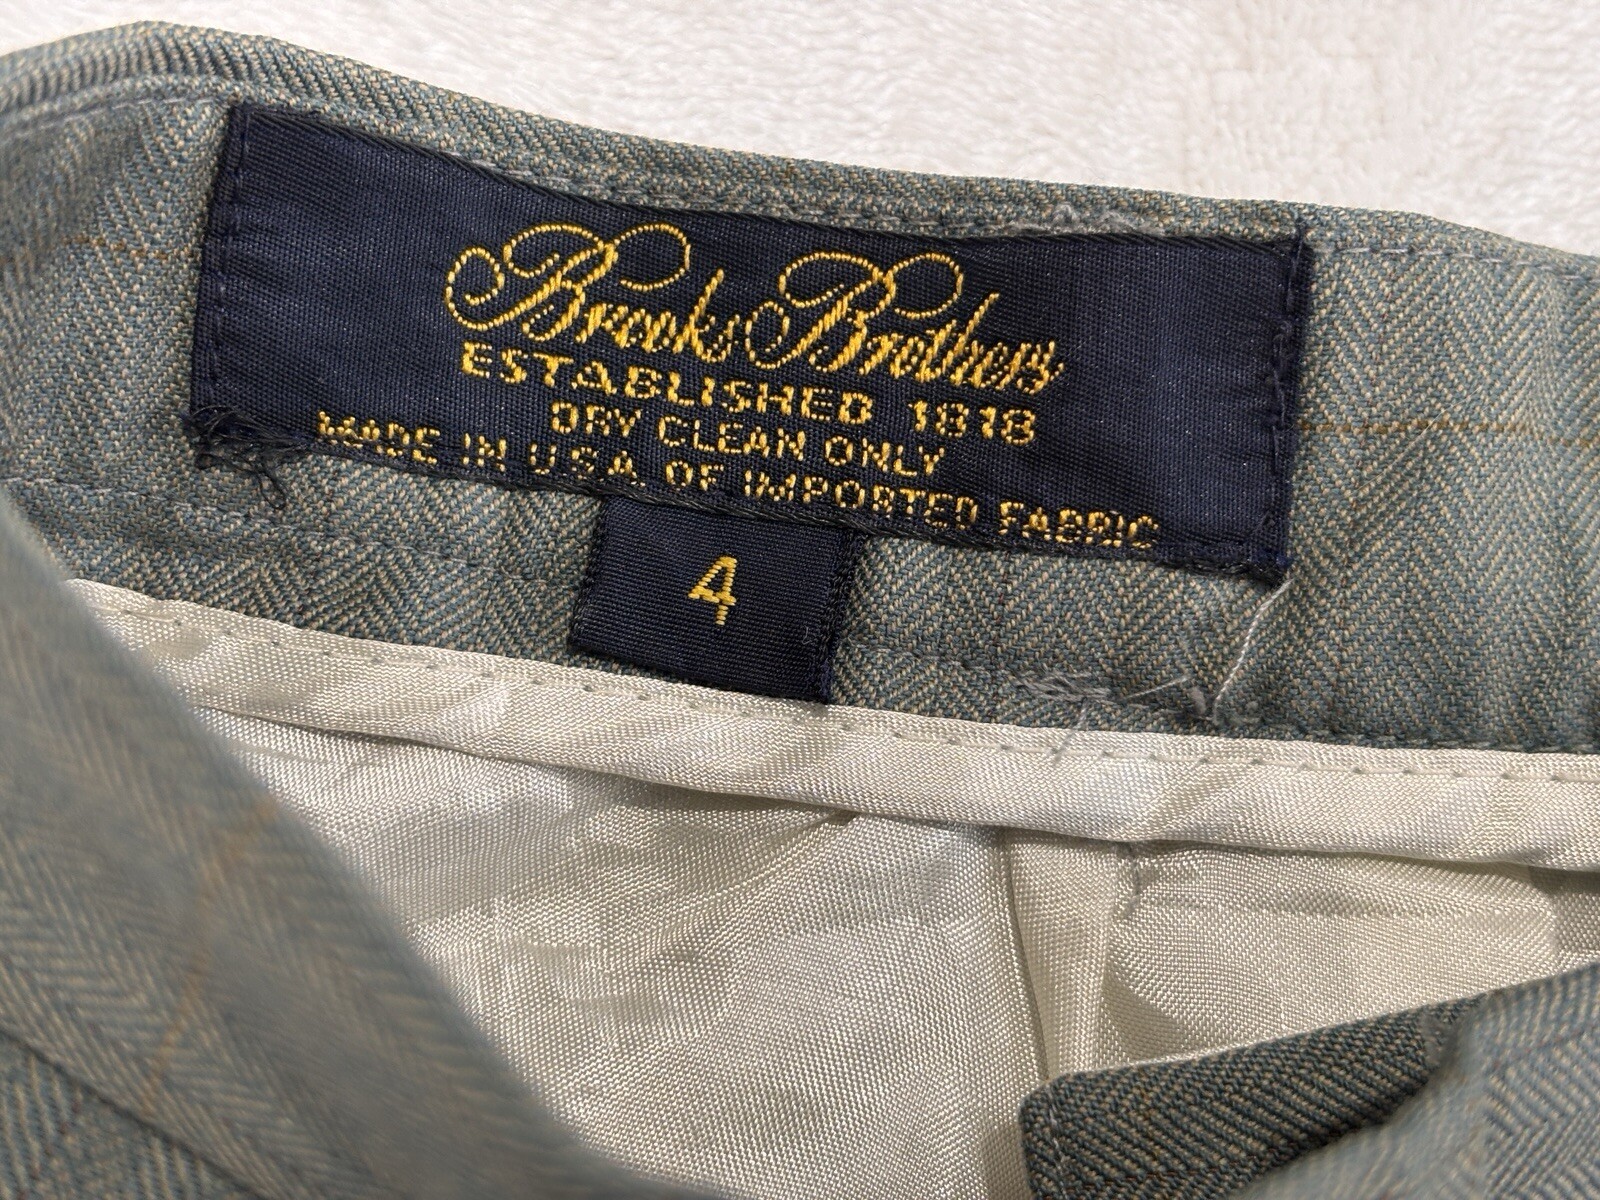 Brooks Brothers
ESTABLISHED 1818
DRY CLEAN ONLY
MADE IN U.S.A. OF IMPORTED FABRIC
4